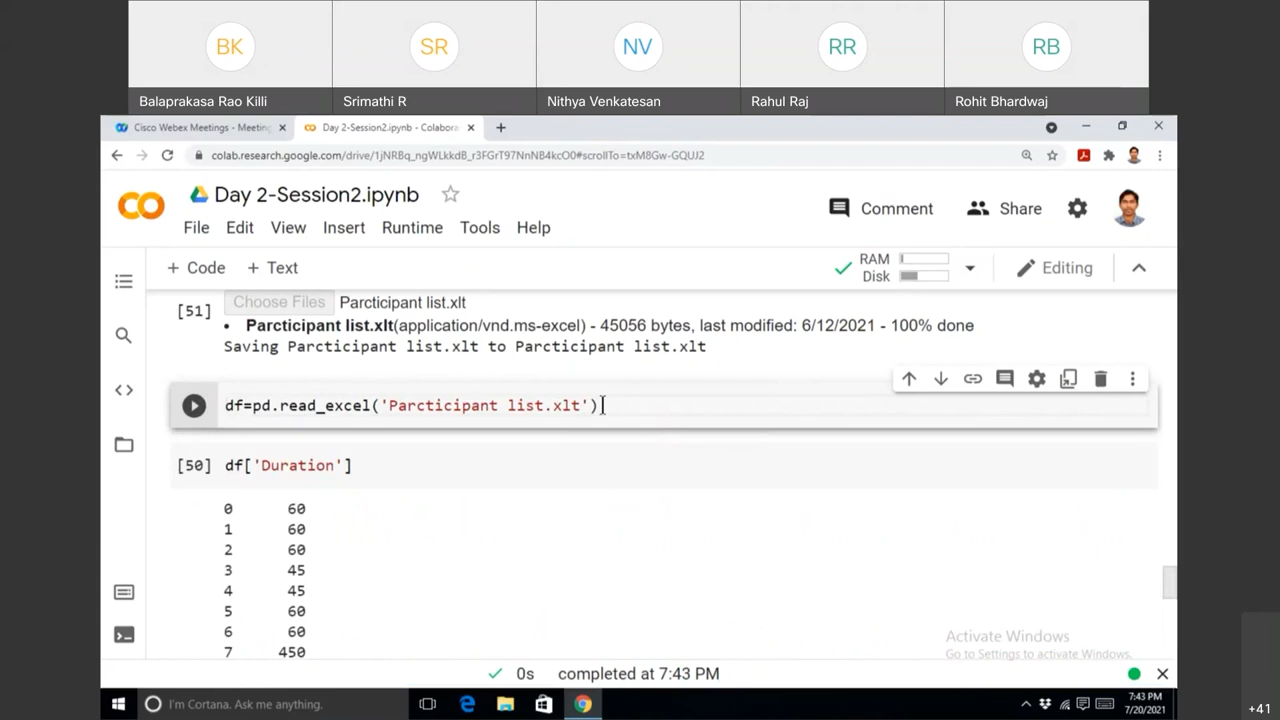 BK
SR
NV
RR
RB
Balaprakasa Rao Killi
Srimathi R
Nithya Venkatesan
Rahul Raj
Rohit Bhardwaj
Cisco Webex Meetings - Meeting
Day 2-Session2.ipynb - Colabora
colab.research.google.com/drive/1jNRBq_ngWLkkdB_r3FGrT97NnNB4kcO0#scrollTo=txM8Gw-GQUJ2
Day 2-Session2.ipynb
Comment
Share
File Edit View Insert Runtime Tools Help
+ Code + Text
RAM
Disk
Editing
[51]
Choose Files Parcticipant list.xlt
• Parcticipant list.xlt(application/vnd.ms-excel) - 45056 bytes, last modified: 6/12/2021 - 100% done
Saving Parcticipant list.xlt to Parcticipant list.xlt
df=pd.read_excel('Parcticipant list.xlt')
[50] df['Duration']
0 60
1 60
2 60
3 45
4 45
5 60
6 60
7 450
Activate Windows
Go to Settings to activate Windows.
0s completed at 7:43 PM
I'm Cortana. Ask me anything.
7:43 PM
7/20/2021
+41